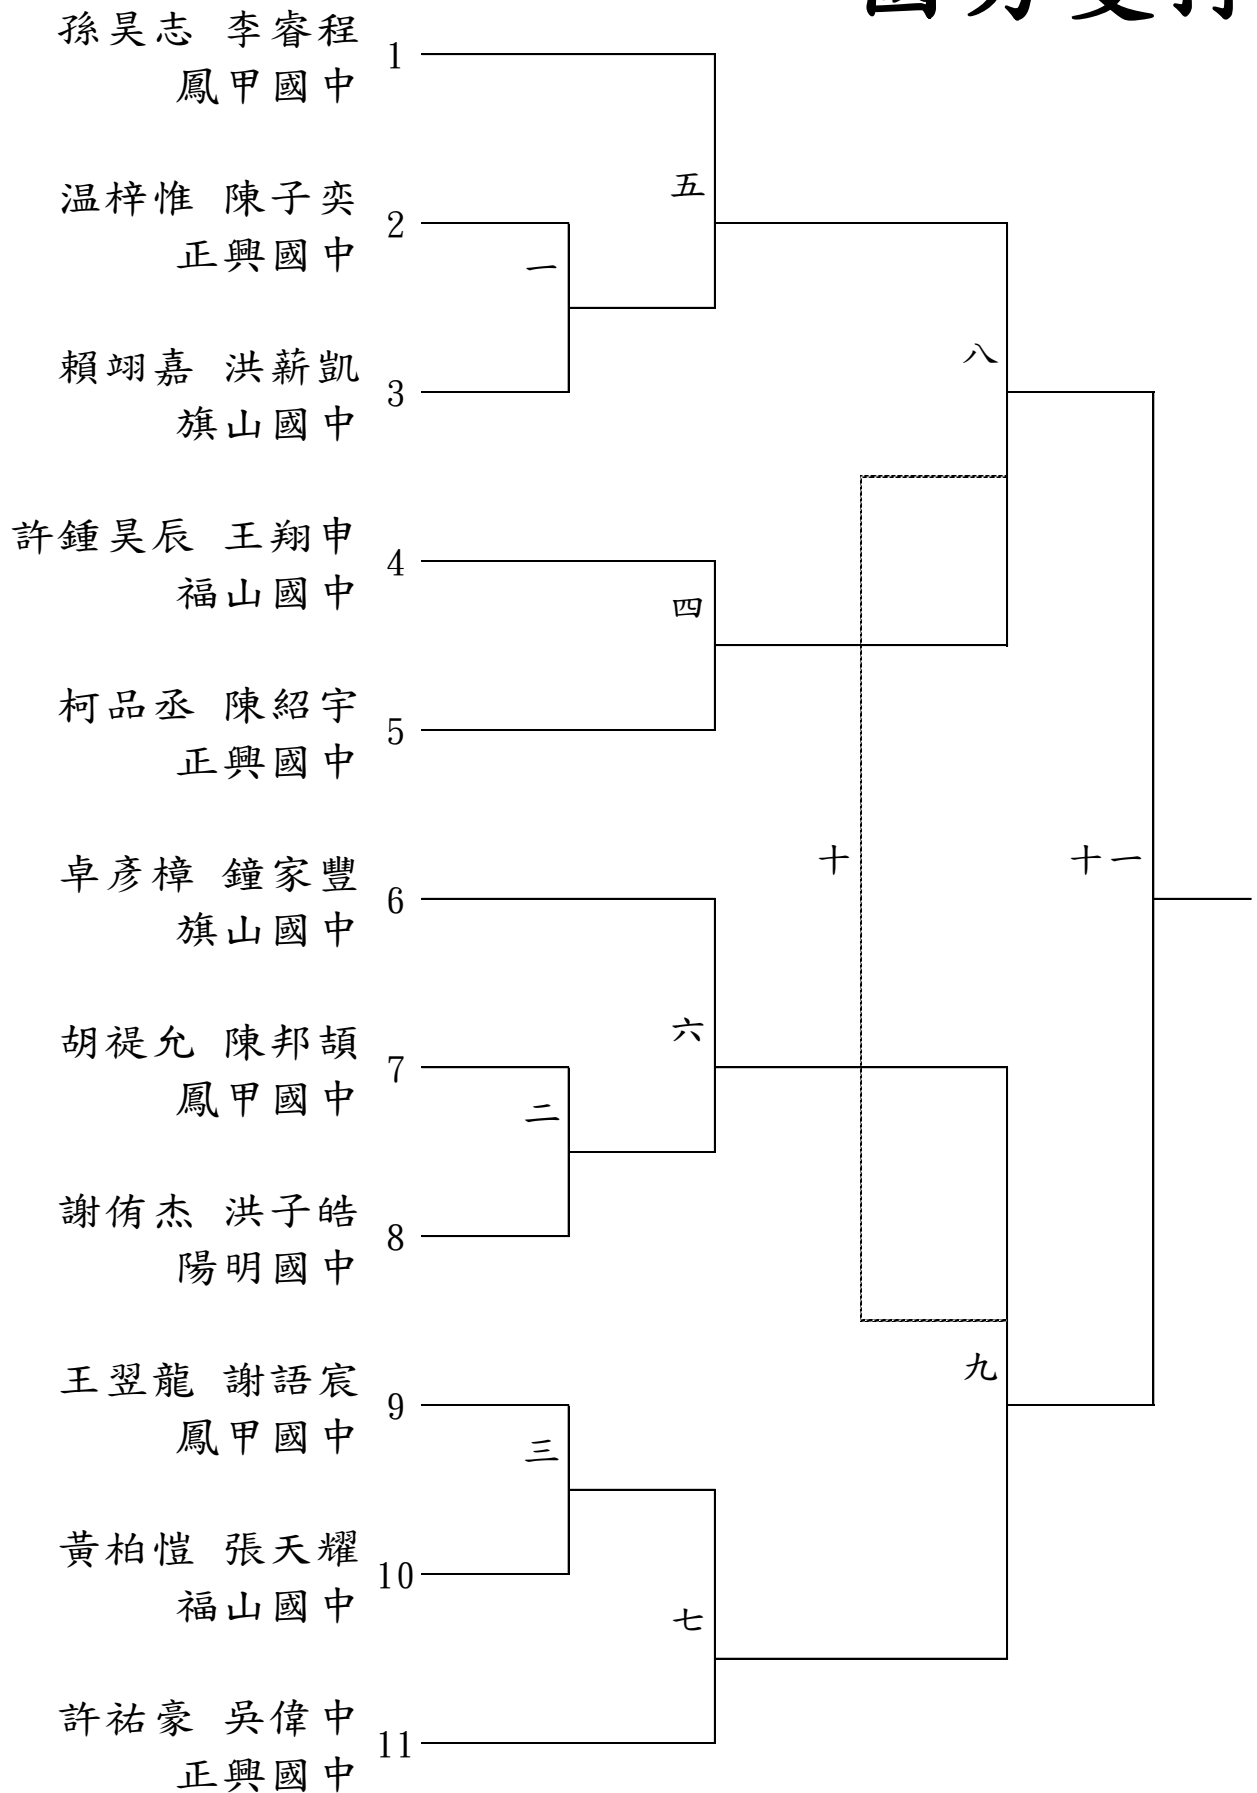 國男雙打
孫昊志 李睿程
鳳甲國中
1
五
温梓惟 陳子奕
正興國中
2
一
八
賴翊嘉 洪薪凱
旗山國中
3
許鍾昊辰 王翔申
福山國中
4
四
柯品丞 陳紹宇
正興國中
5
十
十一
卓彥樟 鐘家豐
旗山國中
6
六
胡禔允 陳邦頡
鳳甲國中
7
二
謝侑杰 洪子皓
陽明國中
8
九
王翌龍 謝語宸
鳳甲國中
9
三
黃柏愷 張天耀
福山國中
10
七
許祐豪 吳偉中
正興國中
11